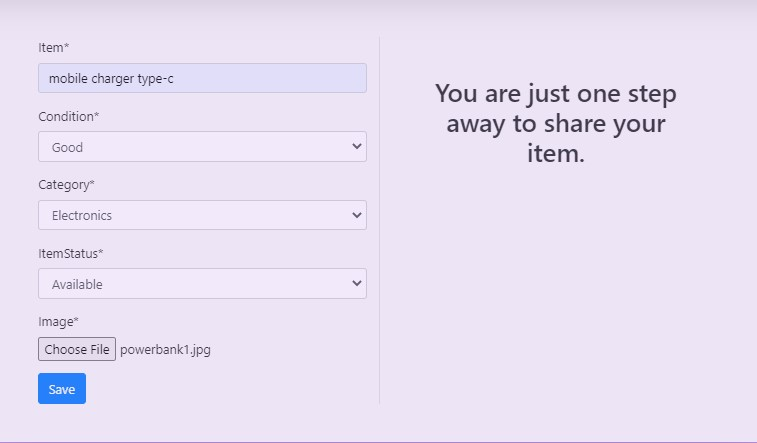 Item*
mobile charger type-c
Condition*
Good
Category*
Electronics
ItemStatus*
Available
Image*
Choose File powerbank1.jpg
Save
You are just one step
away to share your
item.